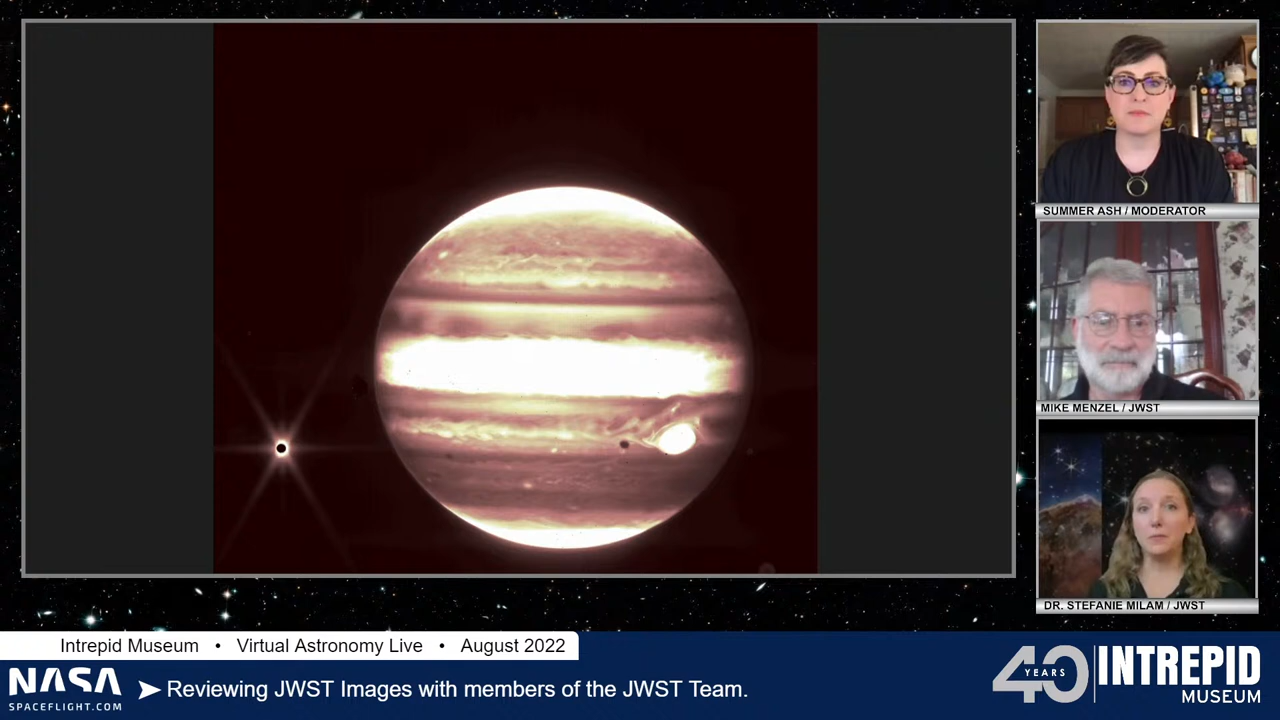 SUMMER ASH / MODERATOR
MIKE MENZEL / JWST
DR. STEFANIE MILAM / JWST
Intrepid Museum • Virtual Astronomy Live • August 2022
NASA
SPACEFLIGHT.COM
Reviewing JWST Images with members of the JWST Team.
40
YEARS
INTREPID
MUSEUM